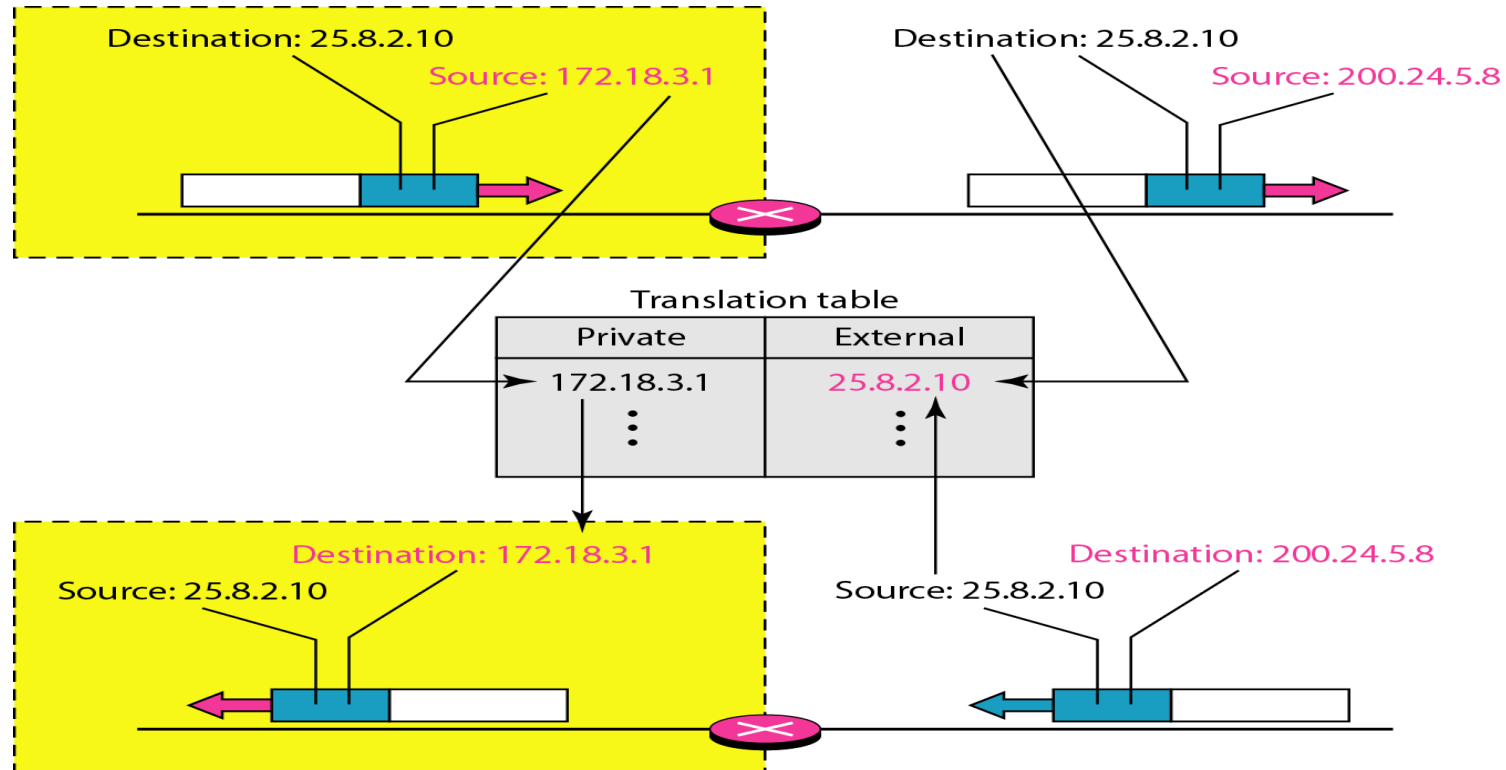 Destination: 25.8.2.10
Source: 172.18.3.1
Destination: 25.8.2.10
Source: 200.24.5.8
Translation table
Private External
172.18.3.1 25.8.2.10
Destination: 172.18.3.1
Source: 25.8.2.10
Destination: 200.24.5.8
Source: 25.8.2.10